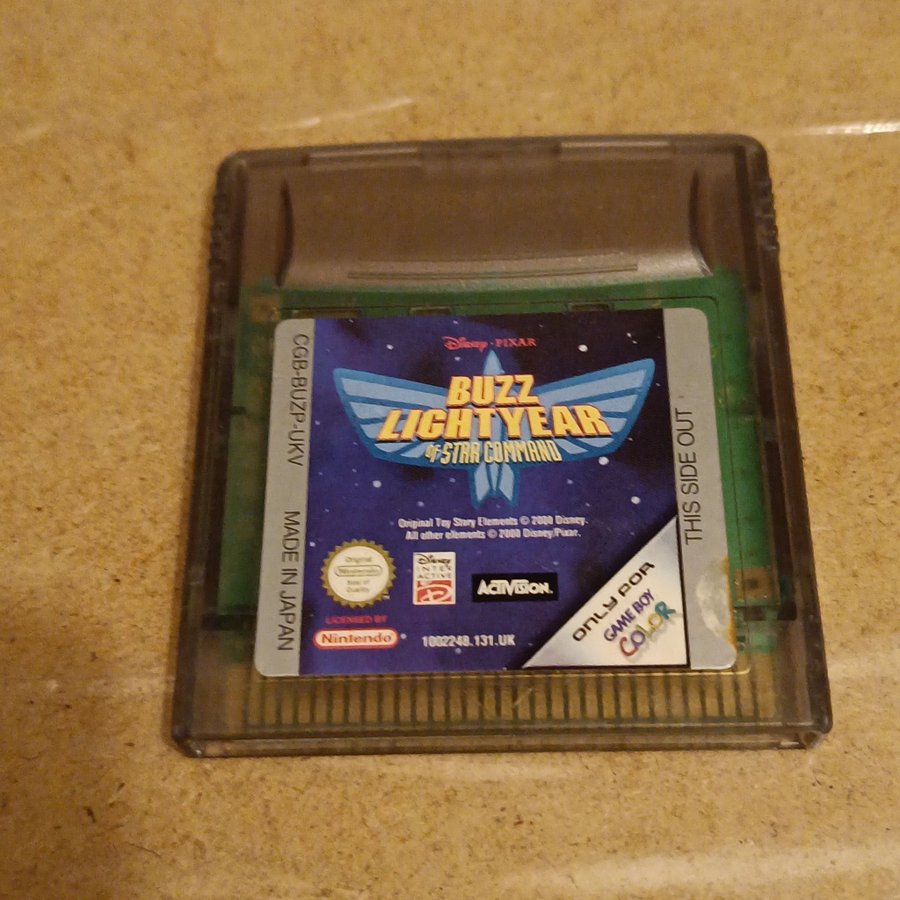 Disney · PIXAR
BUZZ
LIGHTYEAR
of STAR COMMAND
Original Toy Story Elements © 2000 Disney.
All other elements © 2000 Disney/Pixar.
Original
Nintendo
Seal of
Quality
Disney
INTER
ACTIVE
ACTIVISION.
LICENSED BY
Nintendo
1002248.131.UK
ONLY FOR
GAME BOY
COLOR
CGB-BUZP-UKV MADE IN JAPAN
THIS SIDE OUT